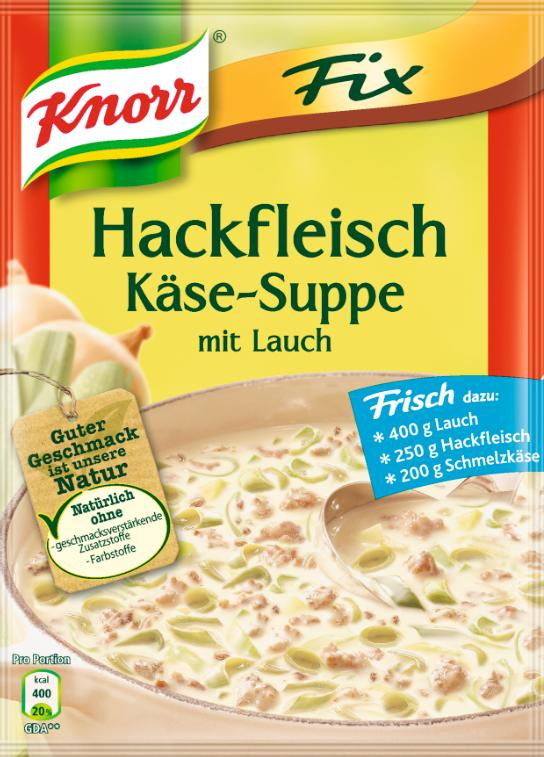 Knorr
®
Fix
Hackfleisch
Käse-Suppe
mit Lauch
Frisch dazu:
* 400 g Lauch
* 250 g Hackfleisch
* 200 g Schmelzkäse
Guter
Geschmack
ist unsere
Natur
Natürlich
ohne
-geschmacksverstärkende
Zusatzstoffe
-Farbstoffe
Pro Portion
kcal
400
20%
GDA°°